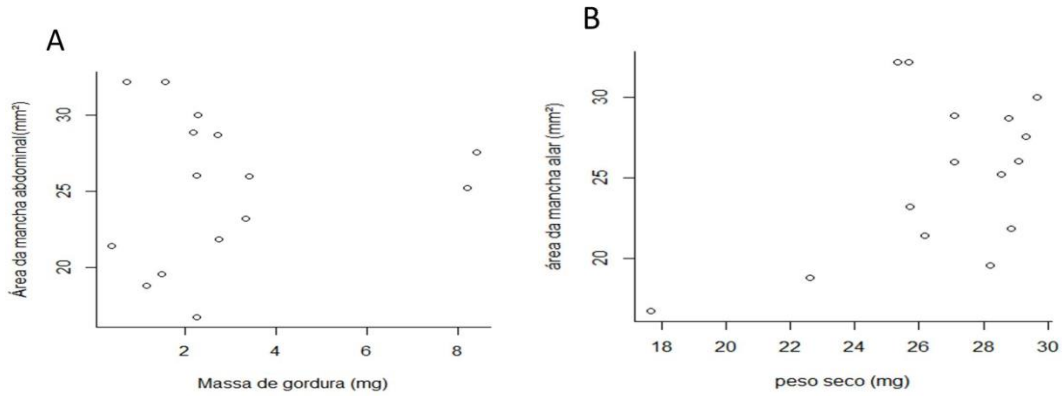 A
Área da mancha abdominal(mm²)
30
25
20
2 4 6 8
Massa de gordura (mg)
B
área da mancha alar (mm²)
30
25
20
18 20 22 24 26 28 30
peso seco (mg)